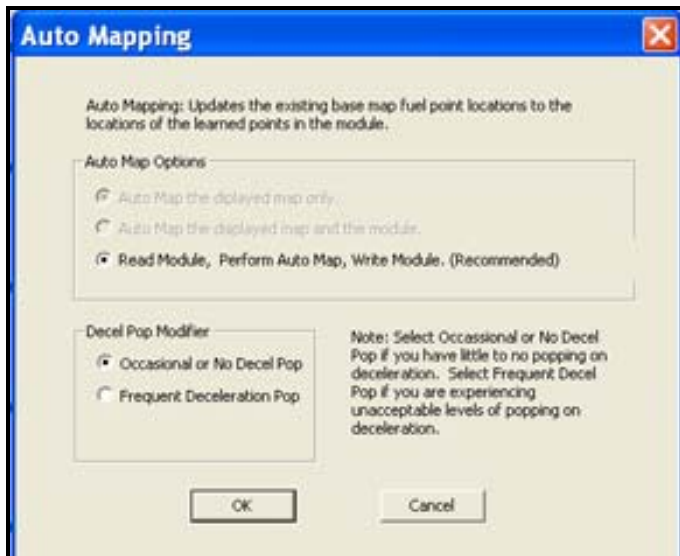 Auto Mapping
Auto Mapping: Updates the existing base map fuel point locations to the
locations of the learned points in the module.
Auto Map Options
Auto Map the diplayed map only.
Auto Map the displayed map and the module.
Read Module, Perform Auto Map, Write Module. (Recommended)
Decel Pop Modifier
Occasional or No Decel Pop
Frequent Deceleration Pop
Note: Select Occassional or No Decel
Pop if you have little to no popping on
deceleration. Select Frequent Decel
Pop if you are experiencing
unacceptable levels of popping on
deceleration.
OK
Cancel